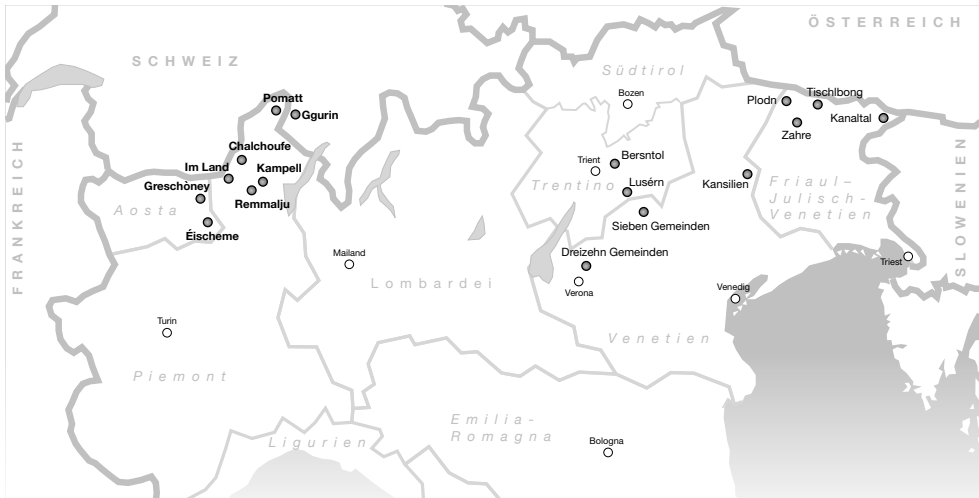 ÖSTERREICH
SCHWEIZ
Südtirol
Bozen
Pomatt
Ggurin
Plodn
Tischlbong
Kanaltal
Zahre
Chalchoufe
Im Land
Kampell
Greschòney
Remmalju
Aosta
Éischeme
Trient
Bersntol
Trentino
Lusérn
Kansilien
Friaul–
Julisch-
Venetien
Sieben Gemeinden
FRANKREICH
SLOWENIEN
Mailand
Lombardei
Dreizehn Gemeinden
Verona
Venedig
Triest
Turin
Venetien
Piemont
Emilia-
Romagna
Ligurien
Bologna